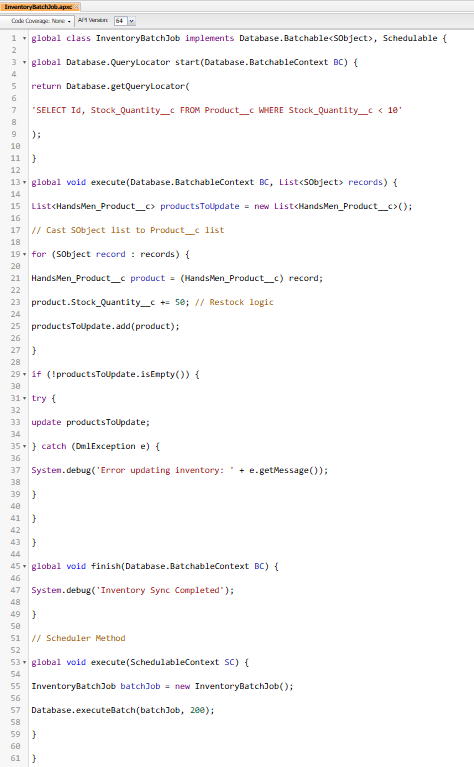 InventoryBatchJob.apxc
Code Coverage: None
API Version: 64
1 global class InventoryBatchJob implements Database.Batchable<SObject>, Schedulable {
2
3 global Database.QueryLocator start(Database.BatchableContext BC) {
4
5 return Database.getQueryLocator(
6
7 'SELECT Id, Stock_Quantity__c FROM Product__c WHERE Stock_Quantity__c < 10'
8
9 );
10
11 }
12
13 global void execute(Database.BatchableContext BC, List<SObject> records) {
14
15 List<HandsMen_Product__c> productsToUpdate = new List<HandsMen_Product__c>();
16
17 // Cast SObject list to Product__c list
18
19 for (SObject record : records) {
20
21 HandsMen_Product__c product = (HandsMen_Product__c) record;
22
23 product.Stock_Quantity__c += 50; // Restock logic
24
25 productsToUpdate.add(product);
26
27 }
28
29 if (!productsToUpdate.isEmpty()) {
30
31 try {
32
33 update productsToUpdate;
34
35 } catch (DmlException e) {
36
37 System.debug('Error updating inventory: ' + e.getMessage());
38
39 }
40
41 }
42
43 }
44
45 global void finish(Database.BatchableContext BC) {
46
47 System.debug('Inventory Sync Completed');
48
49 }
50
51 // Scheduler Method
52
53 global void execute(SchedulableContext SC) {
54
55 InventoryBatchJob batchJob = new InventoryBatchJob();
56
57 Database.executeBatch(batchJob, 200);
58
59 }
60
61 }